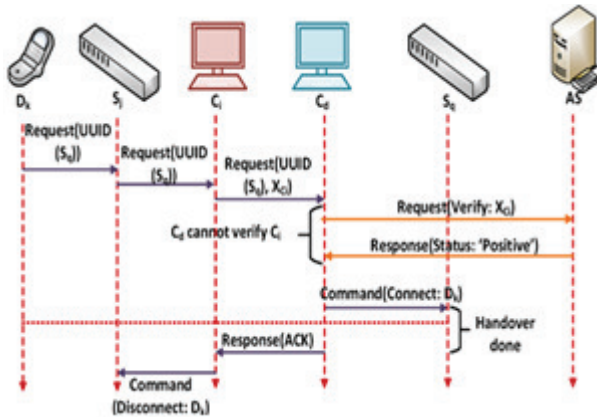 Dk Sj Ci Cd Sq AS
Request(UUID
(Sq))
Request(UUID
(Sq))
Request(UUID
(Sq), XCi)
Request(Verify: XCi)
Cd cannot verify Ci
Response(Status: 'Positive')
Command(Connect: Dk)
Handover
done
Response(ACK)
Command
(Disconnect: Dk)